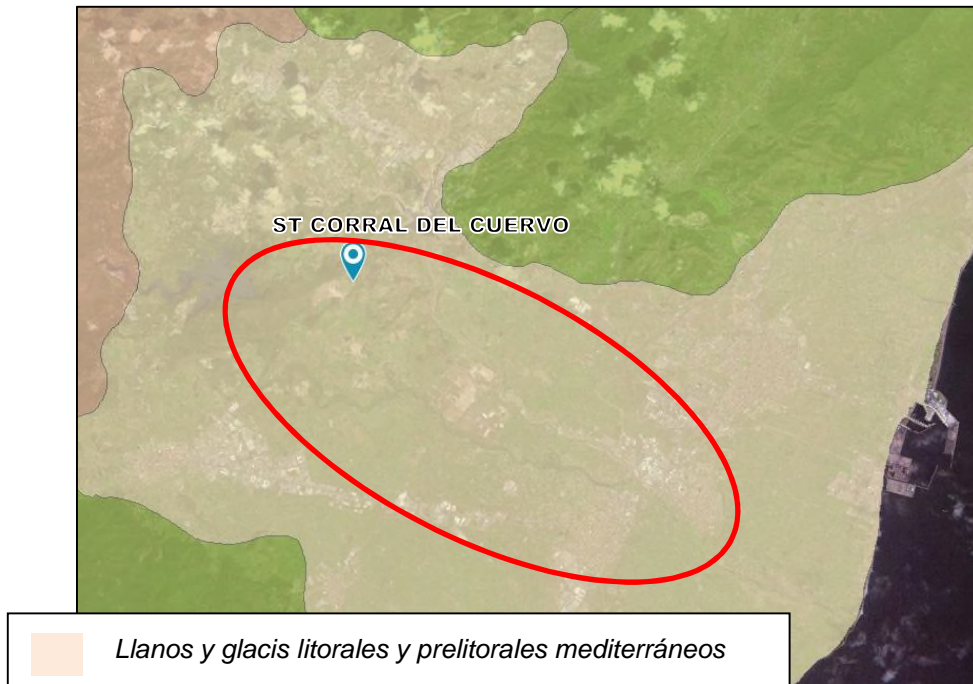 ST CORRAL DEL CUERVO
Llanos y glacis litorales y prelitorales mediterráneos